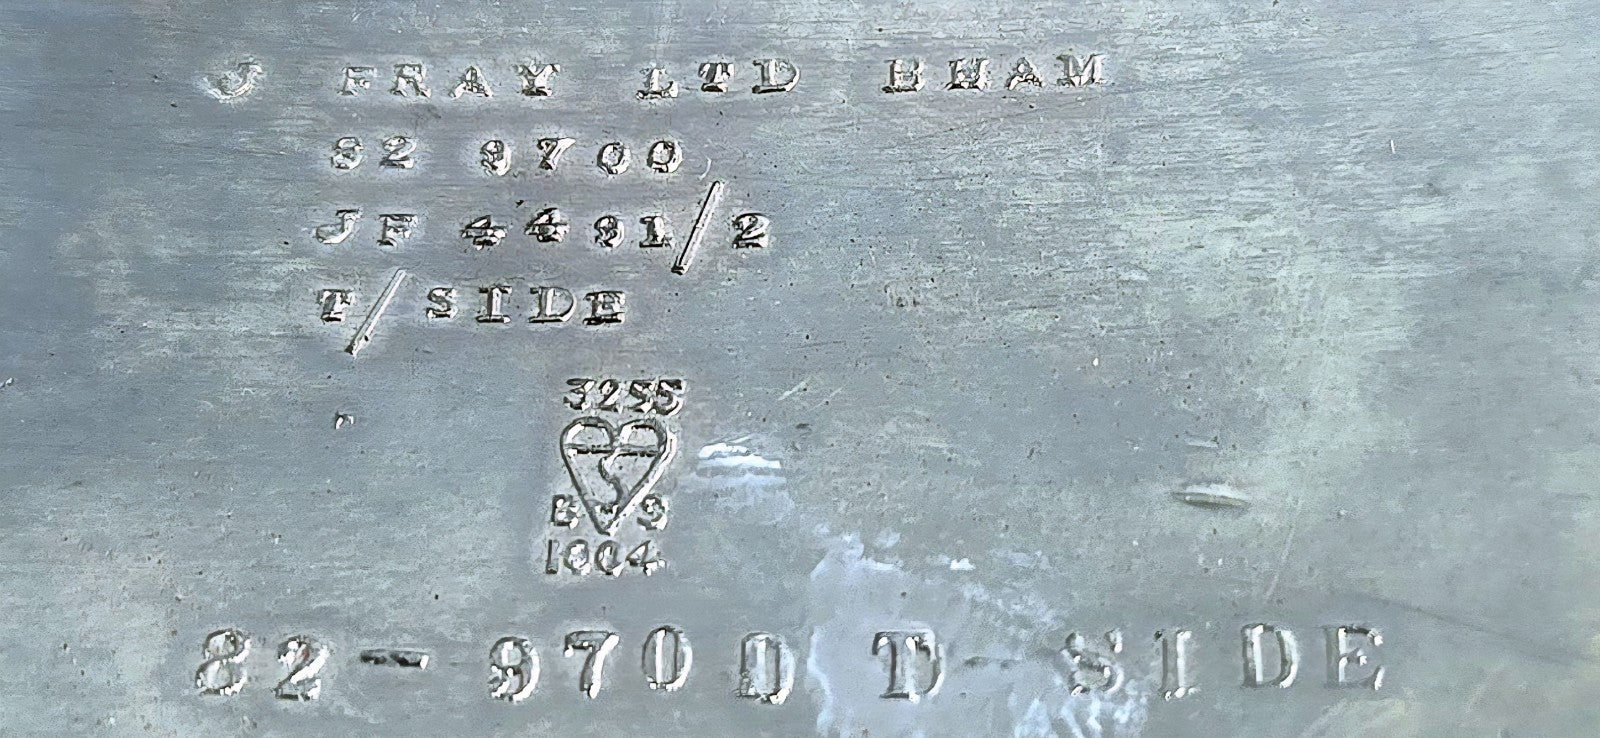 J FRAY LTD BHAM
82 9700
JF 4491/2
T/SIDE
3255
BS
1004
82-9700 T SIDE